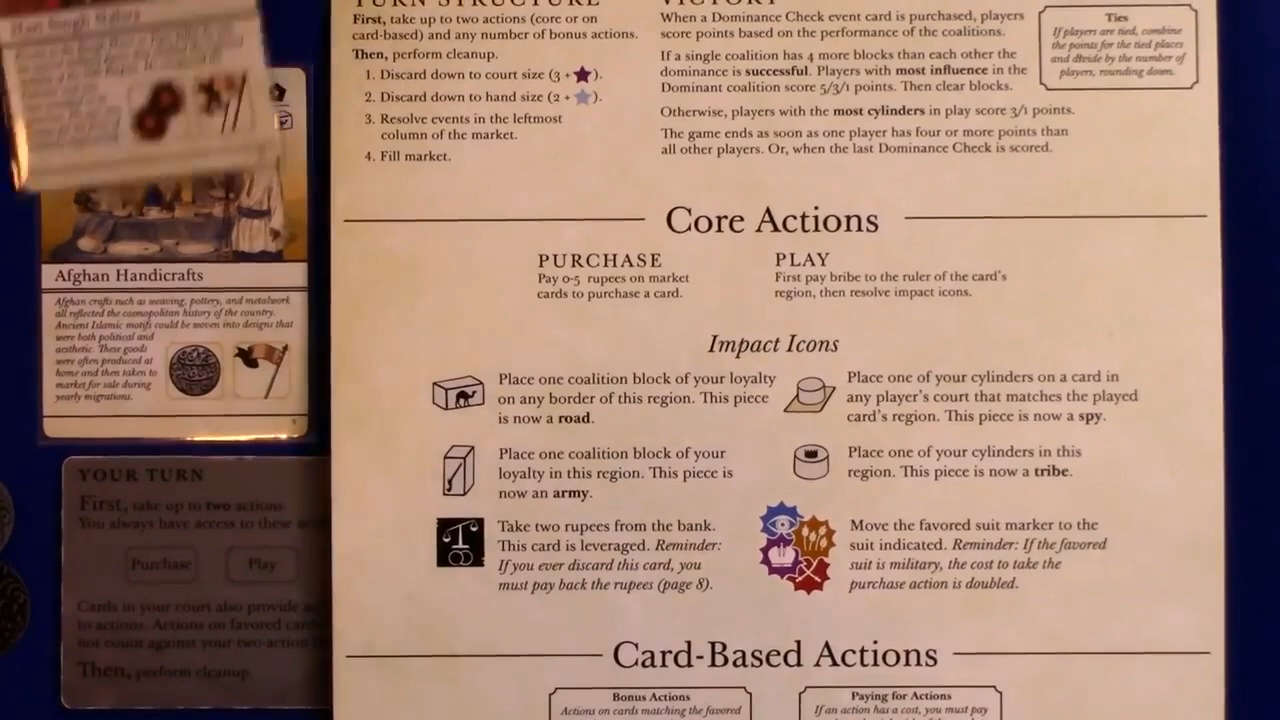 TURN STRUCTURE
First, take up to two actions (core or on
card-based) and any number of bonus actions.
Then, perform cleanup.
1. Discard down to court size (3 + ★).
2. Discard down to hand size (2 + ★).
3. Resolve events in the leftmost
column of the market.
4. Fill market.
VICTORY
When a Dominance Check event card is purchased, players
score points based on the performance of the coalitions.
If a single coalition has 4 more blocks than each other the
dominance is successful. Players with most influence in the
Dominant coalition score 5/3/1 points. Then clear blocks.
Otherwise, players with the most cylinders in play score 3/1 points.
The game ends as soon as one player has four or more points than
all other players. Or, when the last Dominance Check is scored.
Ties
If players are tied, combine
the points for the tied places
and divide by the number of
players, rounding down.
Core Actions
PURCHASE
Pay 0-5 rupees on market
cards to purchase a card.
PLAY
First pay bribe to the ruler of the card's
region, then resolve impact icons.
Impact Icons
Place one coalition block of your loyalty
on any border of this region. This piece
is now a road.
Place one of your cylinders on a card in
any player's court that matches the played
card's region. This piece is now a spy.
Place one coalition block of your
loyalty in this region. This piece is
now an army.
Place one of your cylinders in this
region. This piece is now a tribe.
Take two rupees from the bank.
This card is leveraged. Reminder:
If you ever discard this card, you
must pay back the rupees (page 8).
Move the favored suit marker to the
suit indicated. Reminder: If the favored
suit is military, the cost to take the
purchase action is doubled.
Card-Based Actions
Bonus Actions
Actions on cards matching the favored
Paying for Actions
If an action has a cost, you must pay
Afghan Handicrafts
Afghan crafts such as weaving, pottery, and metalwork
all reflected the cosmopolitan history of the country.
Ancient Islamic motifs could be woven into designs that
were both political and
aesthetic. These goods
were often produced at
home and then taken to
market for sale during
yearly migrations.
YOUR TURN
First, take up to two actions.
You always have access to these
Purchase
Play
Cards in your court also provide
to actions. Actions on favored
not count against your two-action
Then, perform cleanup